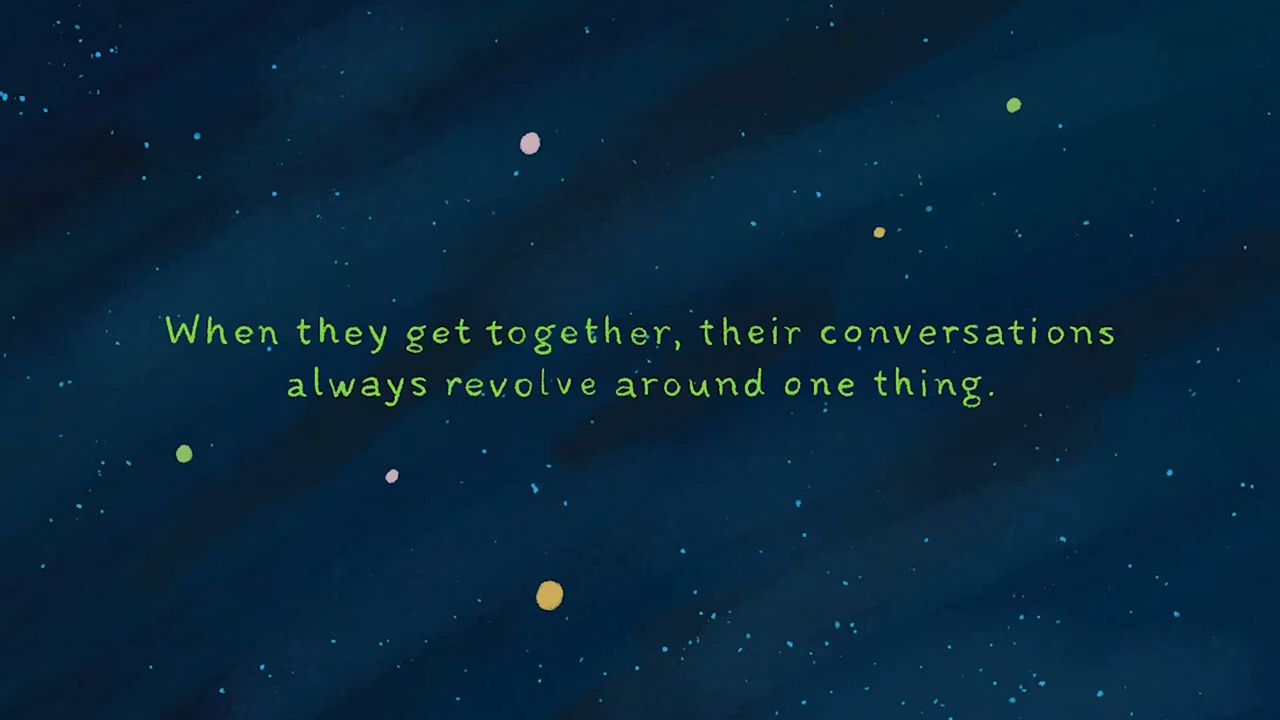 When they get together, their conversations
always revolve around one thing.